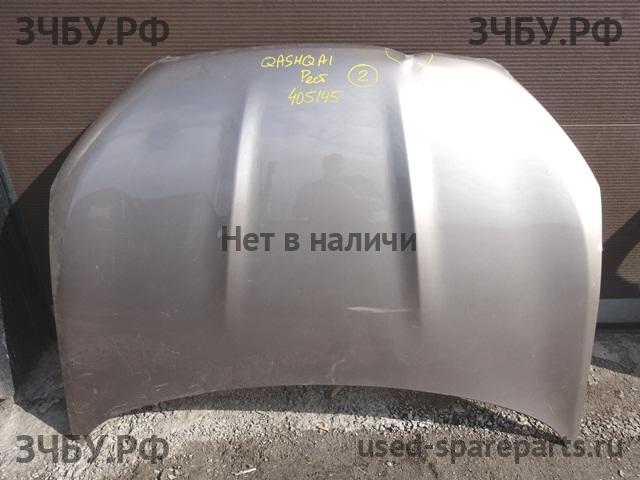 ЗЧБУ.РФ
ЗЧБУ.РФ
QASHQAI
Рест
2
405145
Нет в наличи
ЗЧБУ.РФ
used-spareparts.ru